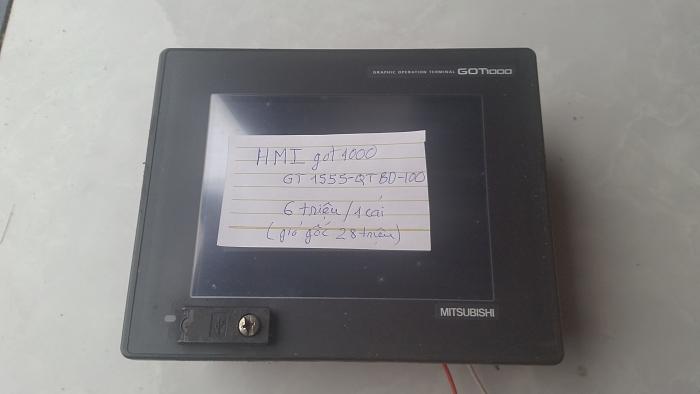 GRAPHIC OPERATION TERMINAL GOT1000
HMI got 1000
GT 1555-QTBD-100
6 triệu/1 cái
(giá gốc 28 triệu)
MITSUBISHI